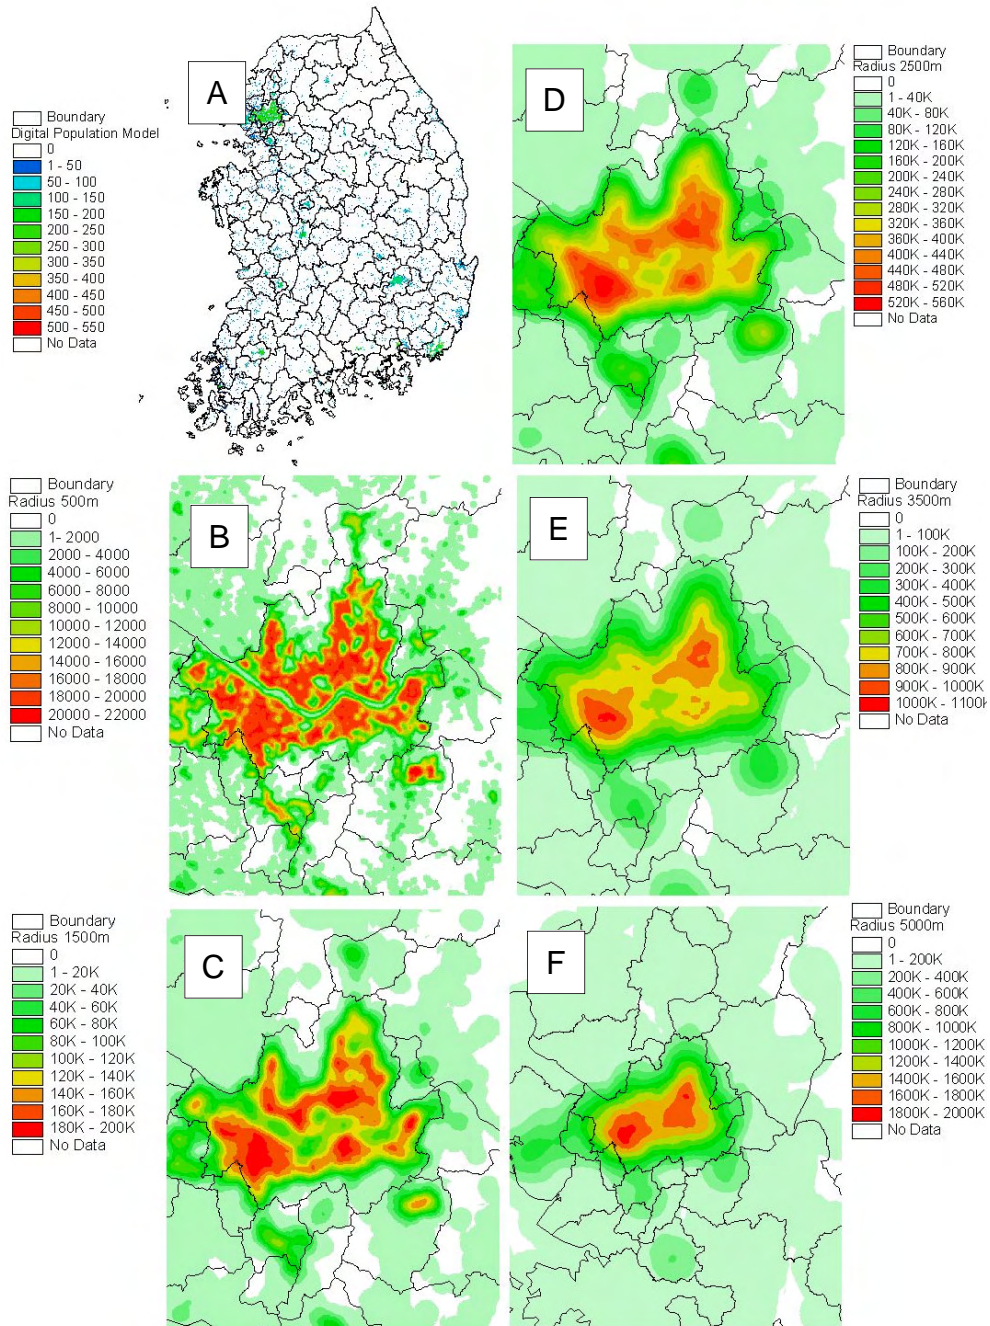 A
Boundary
Digital Population Model
0
1 - 50
50 - 100
100 - 150
150 - 200
200 - 250
250 - 300
300 - 350
350 - 400
400 - 450
450 - 500
500 - 550
No Data
D
Boundary
Radius 2500m
0
1 - 40K
40K - 80K
80K - 120K
120K - 160K
160K - 200K
200K - 240K
240K - 280K
280K - 320K
320K - 360K
360K - 400K
400K - 440K
440K - 480K
480K - 520K
520K - 560K
No Data
B
Boundary
Radius 500m
0
1- 2000
2000 - 4000
4000 - 6000
6000 - 8000
8000 - 10000
10000 - 12000
12000 - 14000
14000 - 16000
16000 - 18000
18000 - 20000
20000 - 22000
No Data
E
Boundary
Radius 3500m
0
1 - 100K
100K - 200K
200K - 300K
300K - 400K
400K - 500K
500K - 600K
600K - 700K
700K - 800K
800K - 900K
900K - 1000K
1000K - 1100K
No Data
C
Boundary
Radius 1500m
0
1 - 20K
20K - 40K
40K - 60K
60K - 80K
80K - 100K
100K - 120K
120K - 140K
140K - 160K
160K - 180K
180K - 200K
No Data
F
Boundary
Radius 5000m
0
1 - 200K
200K - 400K
400K - 600K
600K - 800K
800K - 1000K
1000K - 1200K
1200K - 1400K
1400K - 1600K
1600K - 1800K
1800K - 2000K
No Data